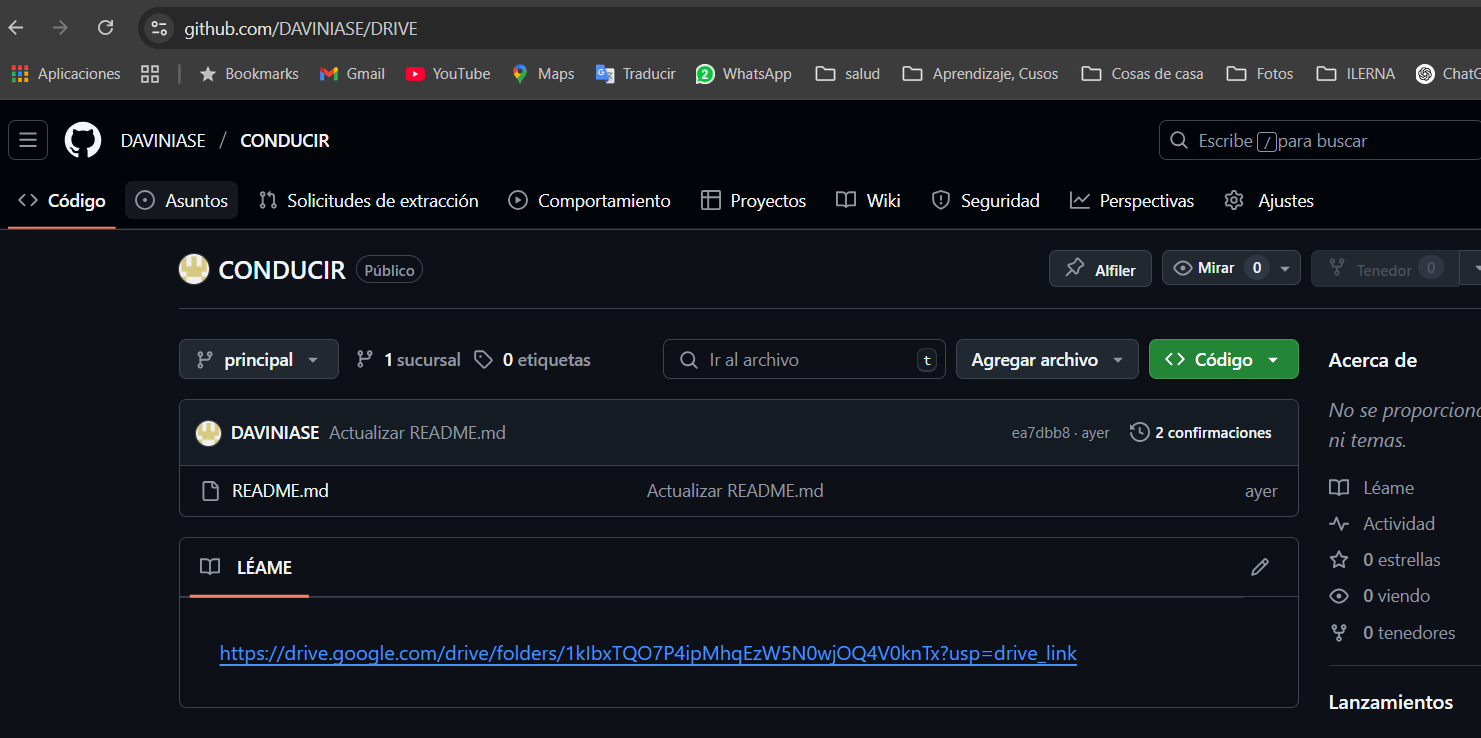 github.com/DAVINIASE/DRIVE
Aplicaciones Bookmarks Gmail YouTube Maps Traducir 2 WhatsApp salud Aprendizaje, Cusos Cosas de casa Fotos ILERNA ChatG
DAVINIASE / CONDUCIR Escribe / para buscar
Código Asuntos Solicitudes de extracción Comportamiento Proyectos Wiki Seguridad Perspectivas Ajustes
CONDUCIR Público Alfiler Mirar 0 Tenedor 0
principal 1 sucursal 0 etiquetas Ir al archivo t Agregar archivo Código Acerca de
DAVINIASE Actualizar README.md ea7dbb8 · ayer 2 confirmaciones
README.md Actualizar README.md ayer
LÉAME
https://drive.google.com/drive/folders/1kIbxTQO7P4ipMhqEzW5N0wjOQ4V0knTx?usp=drive_link
No se proporciono
ni temas.
Léame
Actividad
0 estrellas
0 viendo
0 tenedores
Lanzamientos